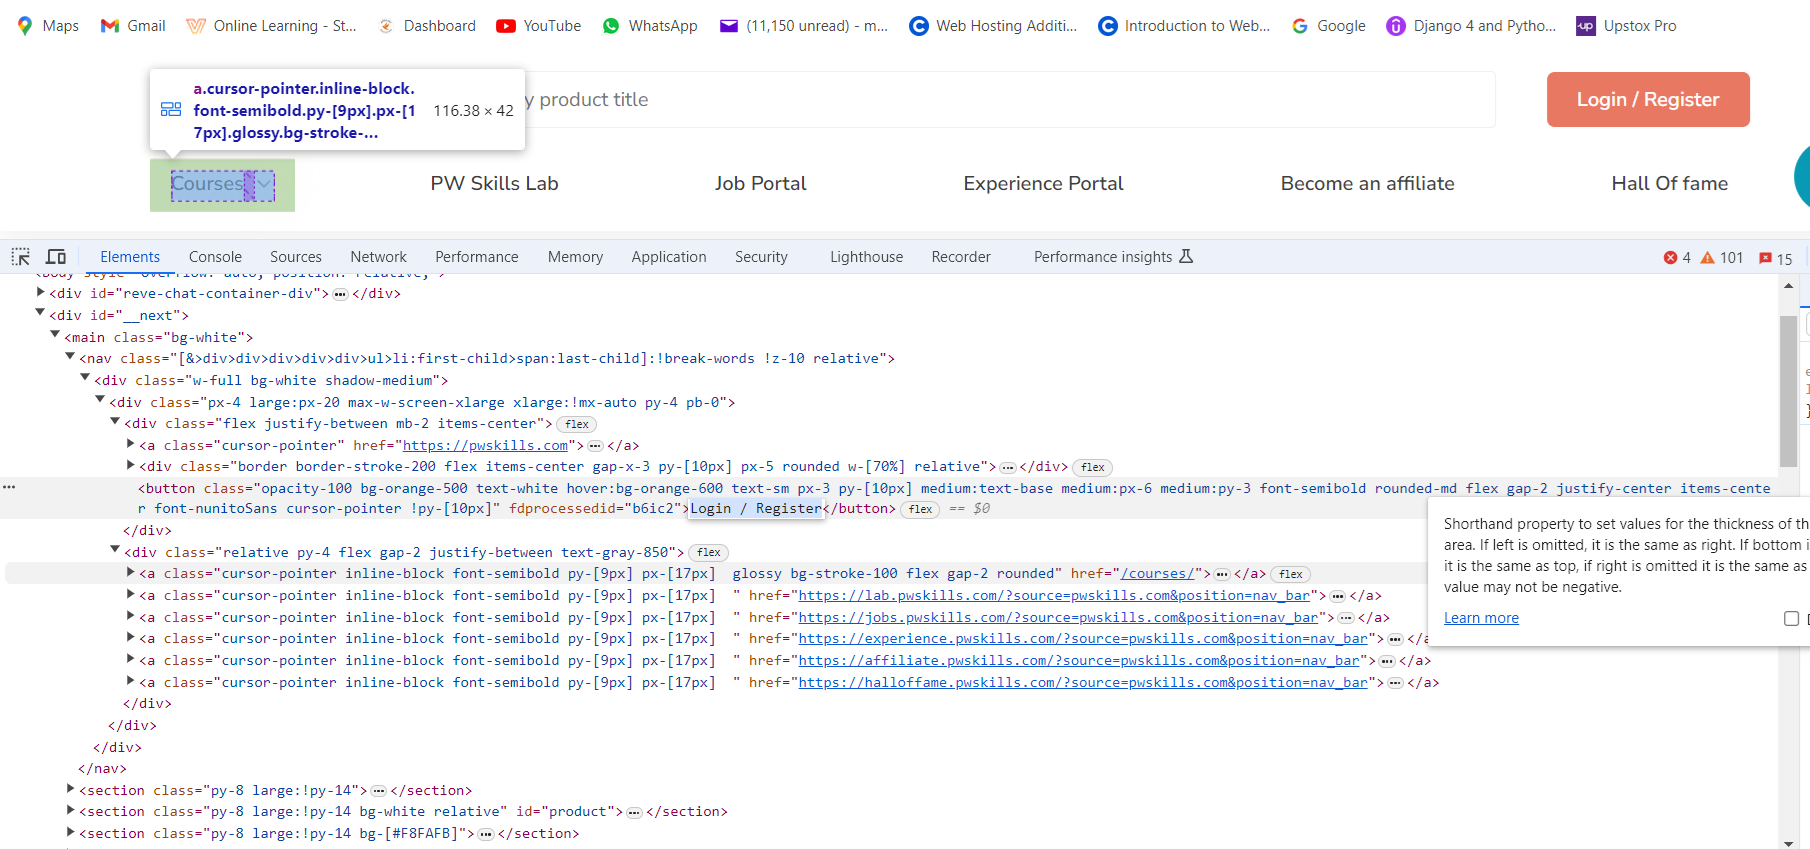 Maps Gmail Online Learning - St... Dashboard YouTube WhatsApp (11,150 unread) - m... Web Hosting Additi... Introduction to Web... Google Django 4 and Pytho... up Upstox Pro
a.cursor-pointer.inline-block.
font-semibold.py-[9px].px-[1
7px].glossy.bg-stroke-...
116.38 × 42
y product title
Login / Register
Courses PW Skills Lab Job Portal Experience Portal Become an affiliate Hall Of fame
Elements Console Sources Network Performance Memory Application Security Lighthouse Recorder Performance insights 4 101 15
<body style="overflow: auto; position: relative;">
<div id="reve-chat-container-div"> ... </div>
<div id="__next">
<main class="bg-white">
<nav class="[&>div>div>div>div>div>ul>li:first-child>span:last-child]:!break-words !z-10 relative">
<div class="w-full bg-white shadow-medium">
<div class="px-4 large:px-20 max-w-screen-xlarge xlarge:!mx-auto py-4 pb-0">
<div class="flex justify-between mb-2 items-center"> flex
<a class="cursor-pointer" href="https://pwskills.com"> ... </a>
<div class="border border-stroke-200 flex items-center gap-x-3 py-[10px] px-5 rounded w-[70%] relative"> ... </div> flex
... <button class="opacity-100 bg-orange-500 text-white hover:bg-orange-600 text-sm px-3 py-[10px] medium:text-base medium:px-6 medium:py-3 font-semibold rounded-md flex gap-2 justify-center items-cente
r font-nunitoSans cursor-pointer !py-[10px]" fdprocessedid="b6ic2">Login / Register</button> flex == $0
</div>
<div class="relative py-4 flex gap-2 justify-between text-gray-850"> flex
<a class="cursor-pointer inline-block font-semibold py-[9px] px-[17px]  glossy bg-stroke-100 flex gap-2 rounded" href="/courses/"> ... </a> flex
<a class="cursor-pointer inline-block font-semibold py-[9px] px-[17px]  " href="https://lab.pwskills.com/?source=pwskills.com&position=nav_bar"> ... </a>
<a class="cursor-pointer inline-block font-semibold py-[9px] px-[17px]  " href="https://jobs.pwskills.com/?source=pwskills.com&position=nav_bar"> ... </a>
<a class="cursor-pointer inline-block font-semibold py-[9px] px-[17px]  " href="https://experience.pwskills.com/?source=pwskills.com&position=nav_bar"> ... </a
<a class="cursor-pointer inline-block font-semibold py-[9px] px-[17px]  " href="https://affiliate.pwskills.com/?source=pwskills.com&position=nav_bar"> ... </a>
<a class="cursor-pointer inline-block font-semibold py-[9px] px-[17px]  " href="https://halloffame.pwskills.com/?source=pwskills.com&position=nav_bar"> ... </a>
</div>
</div>
</div>
</nav>
<section class="py-8 large:!py-14"> ... </section>
<section class="py-8 large:!py-14 bg-white relative" id="product"> ... </section>
<section class="py-8 large:!py-14 bg-[#F8FAFB]"> ... </section>
Shorthand property to set values for the thickness of th
area. If left is omitted, it is the same as right. If bottom i
it is the same as top, if right is omitted it is the same as
value may not be negative.
Learn more